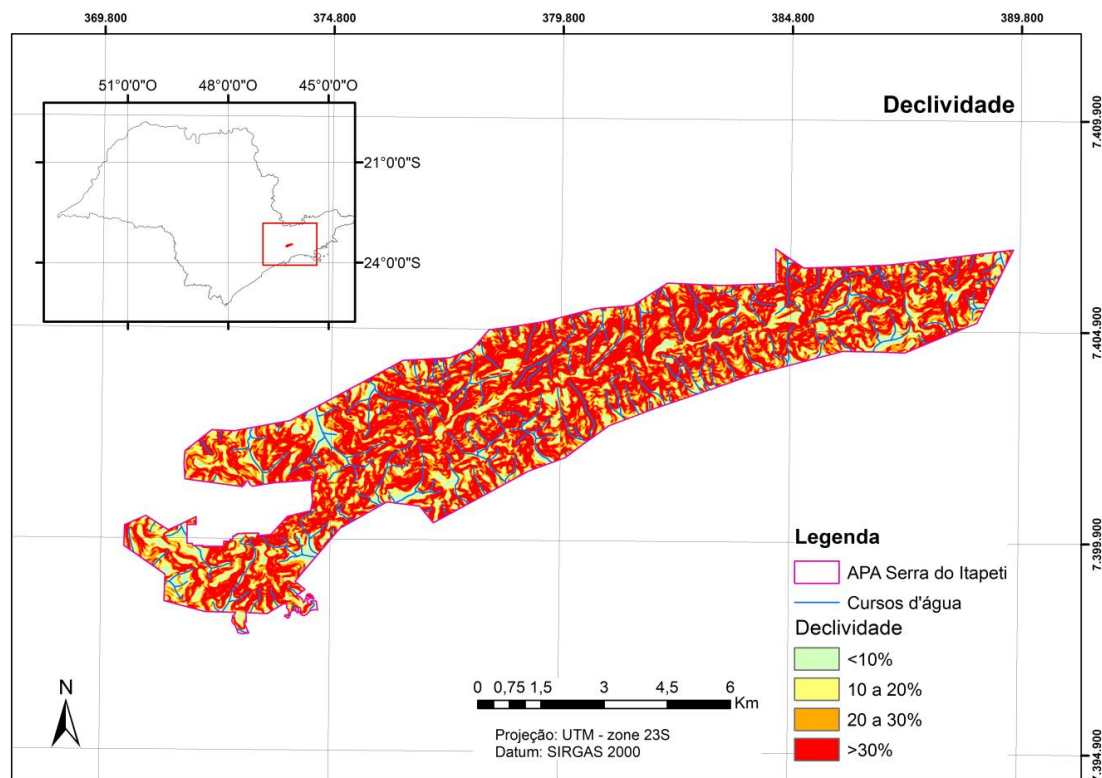 369.800 374.800 379.800 384.800 389.800
Declividade
51°0'0"O 48°0'0"O 45°0'0"O
21°0'0"S
24°0'0"S
7.409.900
7.404.900
7.399.900
7.394.900
Legenda
APA Serra do Itapeti
Cursos d'água
Declividade
<10%
10 a 20%
20 a 30%
>30%
N
0 0,75 1,5 3 4,5 6
Km
Projeção: UTM - zone 23S
Datum: SIRGAS 2000